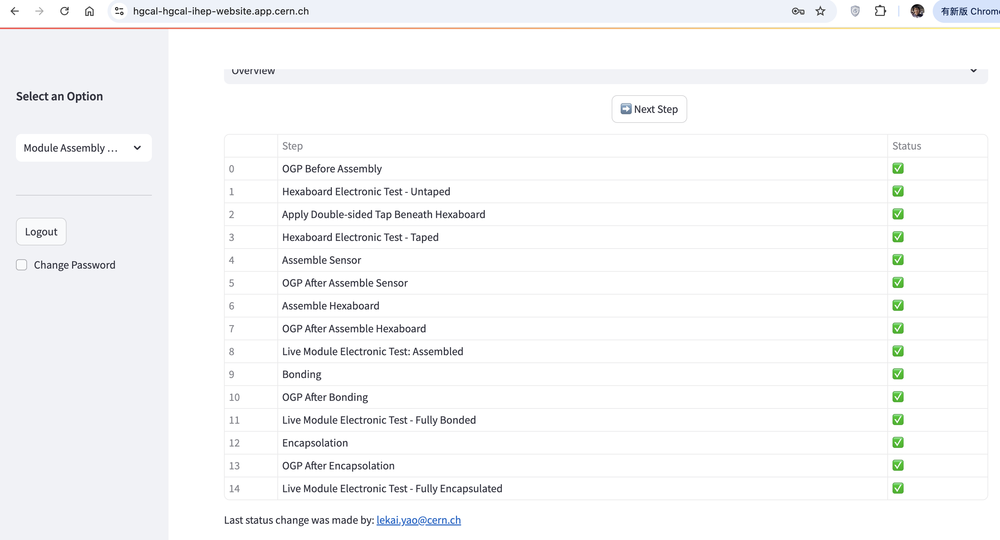 hgcal-hgcal-ihep-website.app.cern.ch
有新版 Chrome
Select an Option
Module Assembly ...
Logout
Change Password
Overview
Next Step
Step Status
0 OGP Before Assembly
1 Hexaboard Electronic Test - Untaped
2 Apply Double-sided Tap Beneath Hexaboard
3 Hexaboard Electronic Test - Taped
4 Assemble Sensor
5 OGP After Assemble Sensor
6 Assemble Hexaboard
7 OGP After Assemble Hexaboard
8 Live Module Electronic Test: Assembled
9 Bonding
10 OGP After Bonding
11 Live Module Electronic Test - Fully Bonded
12 Encapsolation
13 OGP After Encapsolation
14 Live Module Electronic Test - Fully Encapsulated
Last status change was made by: lekai.yao@cern.ch